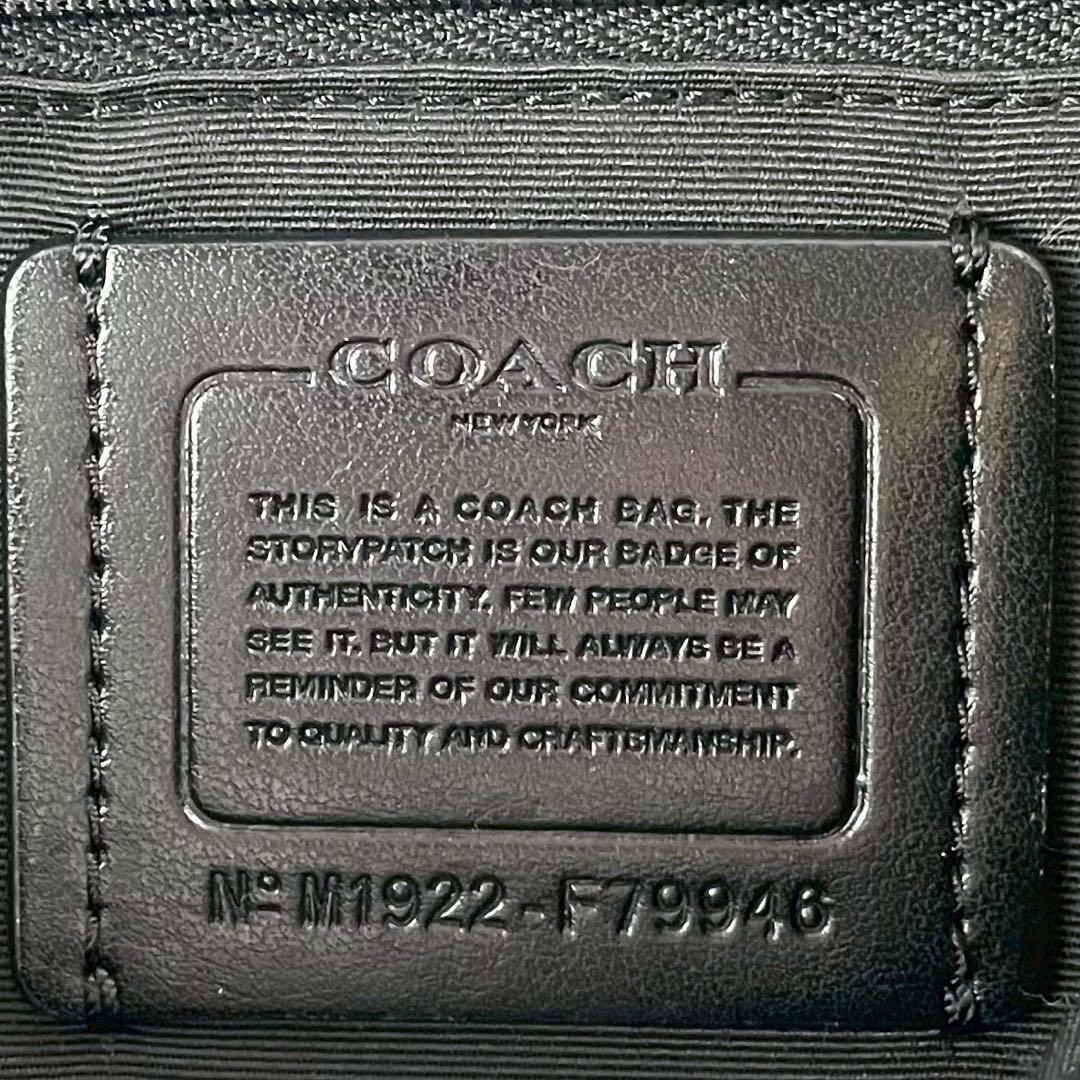 COACH
NEW YORK
THIS IS A COACH BAG. THE
STORYPATCH IS OUR BADGE OF
AUTHENTICITY. FEW PEOPLE MAY
SEE IT. BUT IT WILL ALWAYS BE A
REMINDER OF OUR COMMITMENT
TO QUALITY AND CRAFTSMANSHIP.
Nº M1922-F79946